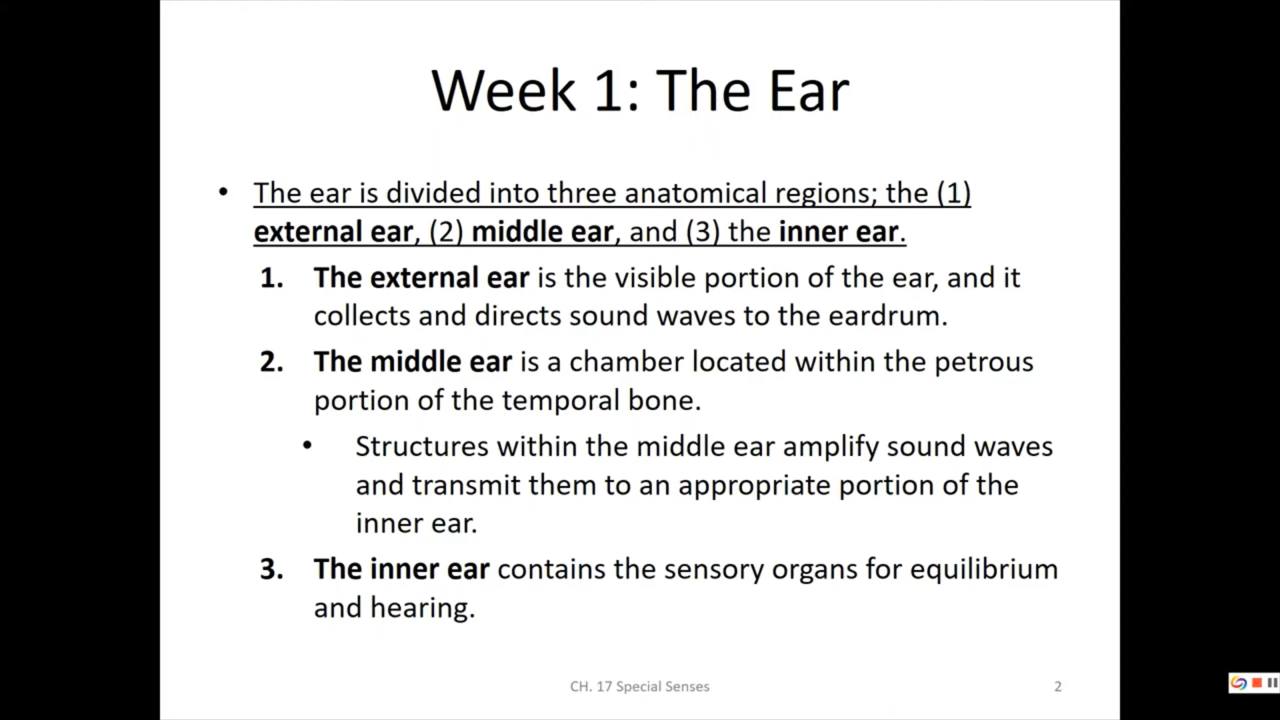 Week 1: The Ear
• The ear is divided into three anatomical regions; the (1)
external ear, (2) middle ear, and (3) the inner ear.
1. The external ear is the visible portion of the ear, and it
collects and directs sound waves to the eardrum.
2. The middle ear is a chamber located within the petrous
portion of the temporal bone.
• Structures within the middle ear amplify sound waves
and transmit them to an appropriate portion of the
inner ear.
3. The inner ear contains the sensory organs for equilibrium
and hearing.
CH. 17 Special Senses
2